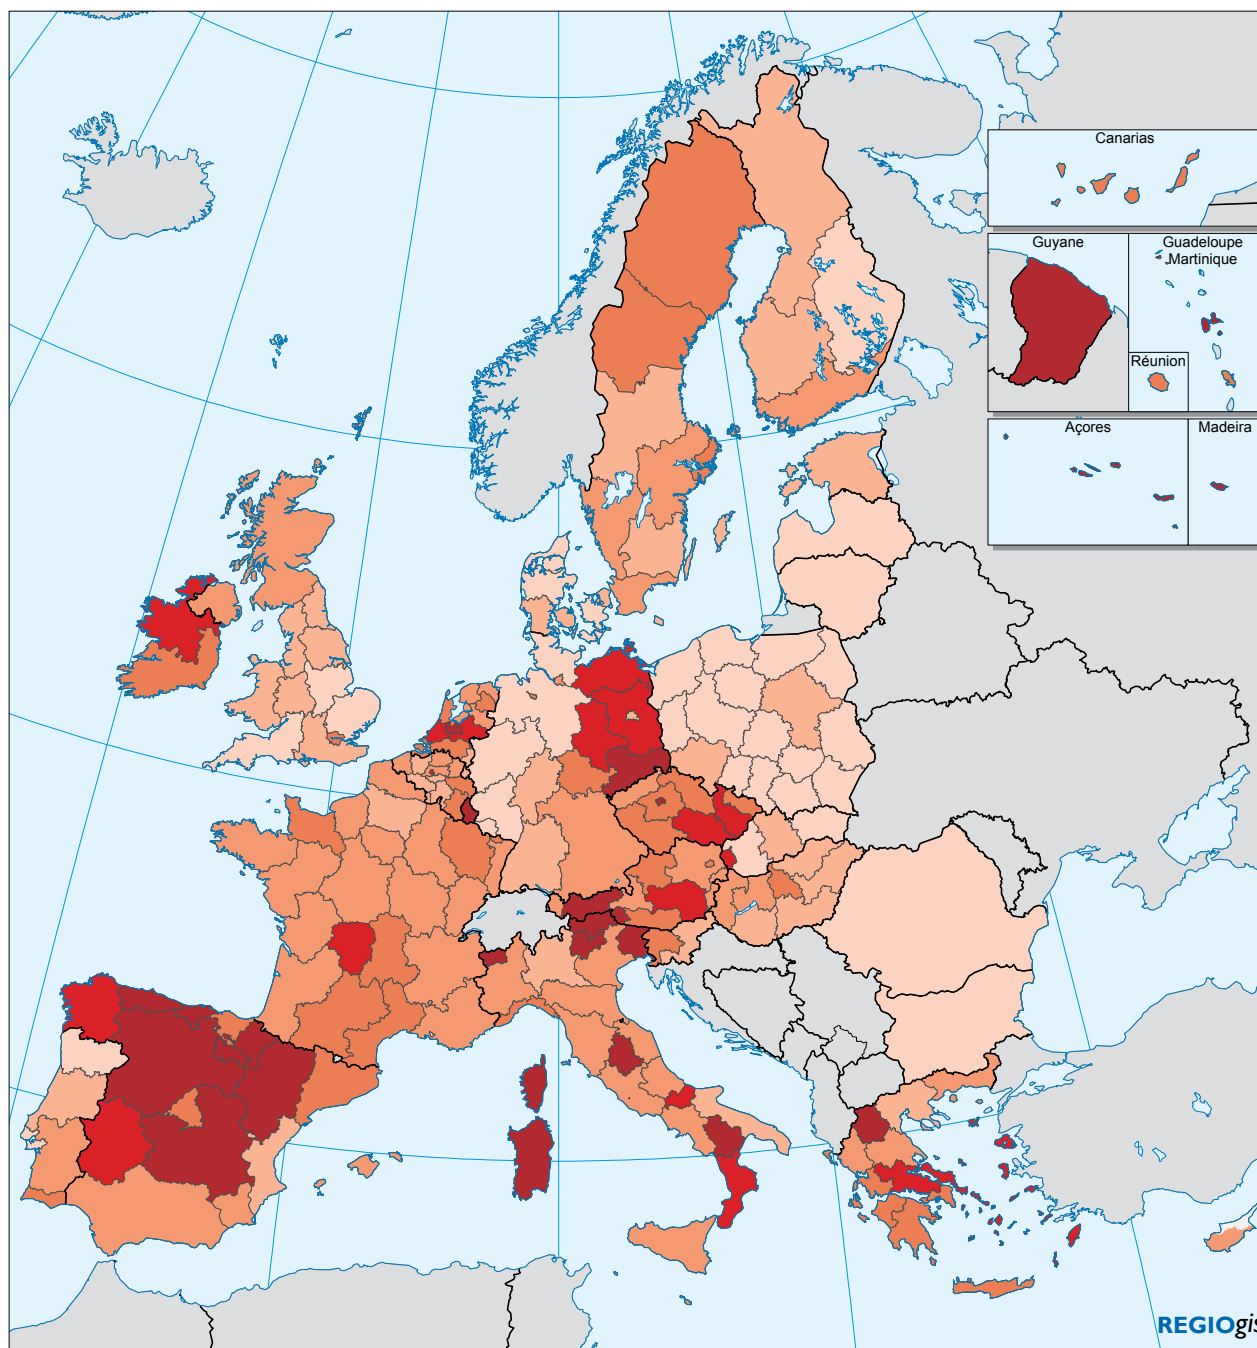 Canarias
Guyane
Guadeloupe
Martinique
Réunion
Açores
Madeira
REGIOgis